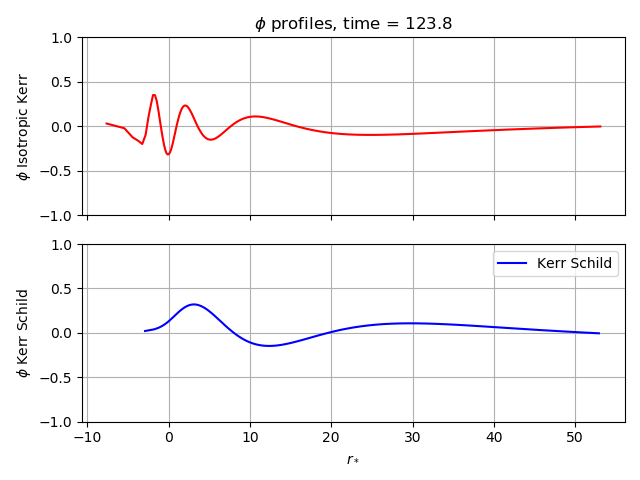 ϕ profiles, time = 123.8
1.0
0.5
0.0
−0.5
−1.0
ϕ Isotropic Kerr
1.0
0.5
0.0
−0.5
−1.0
ϕ Kerr Schild
Kerr Schild
−10 0 10 20 30 40 50
r*